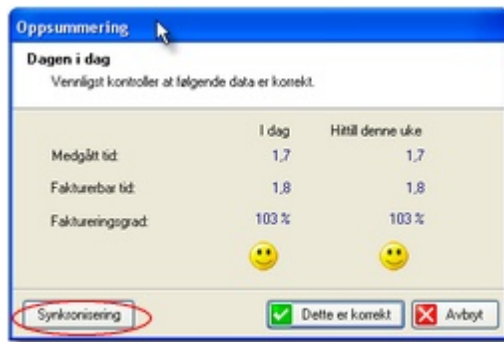 Oppsummering
Dagen i dag
Vennligst kontroller at følgende data er korrekt.
I dag Hittill denne uke
Medgått tid: 1,7 1,7
Fakturerbar tid: 1,8 1,8
Faktureringsgrad: 103 % 103 %
Synkronisering Dette er korrekt Avbryt